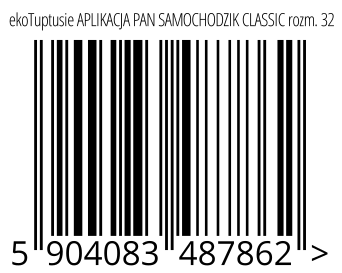 ekoTuptusie APLIKACJA PAN SAMOCHODZIK CLASSIC rozm. 32
5 904083 487862 >